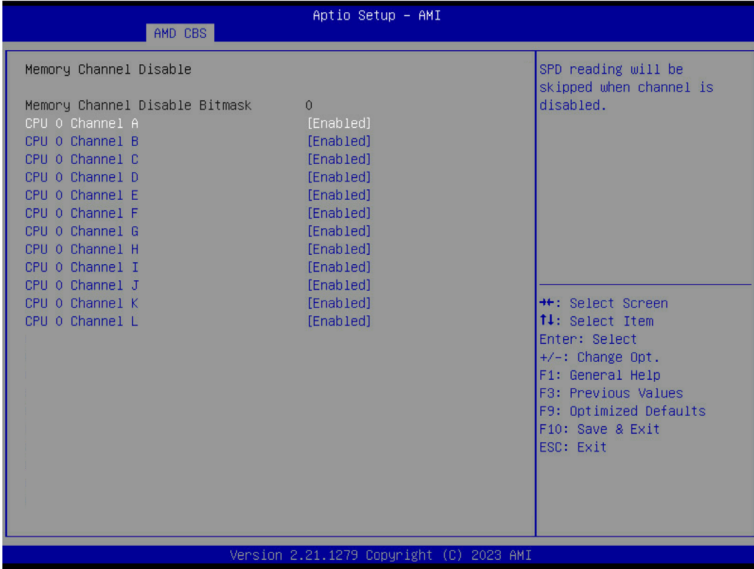 Aptio Setup – AMI
AMD CBS
Memory Channel Disable
Memory Channel Disable Bitmask 0
CPU 0 Channel A [Enabled]
CPU 0 Channel B [Enabled]
CPU 0 Channel C [Enabled]
CPU 0 Channel D [Enabled]
CPU 0 Channel E [Enabled]
CPU 0 Channel F [Enabled]
CPU 0 Channel G [Enabled]
CPU 0 Channel H [Enabled]
CPU 0 Channel I [Enabled]
CPU 0 Channel J [Enabled]
CPU 0 Channel K [Enabled]
CPU 0 Channel L [Enabled]
SPD reading will be
skipped when channel is
disabled.
→←: Select Screen
↑↓: Select Item
Enter: Select
+/-: Change Opt.
F1: General Help
F3: Previous Values
F9: Optimized Defaults
F10: Save & Exit
ESC: Exit
Version 2.21.1279 Copyright (C) 2023 AMI